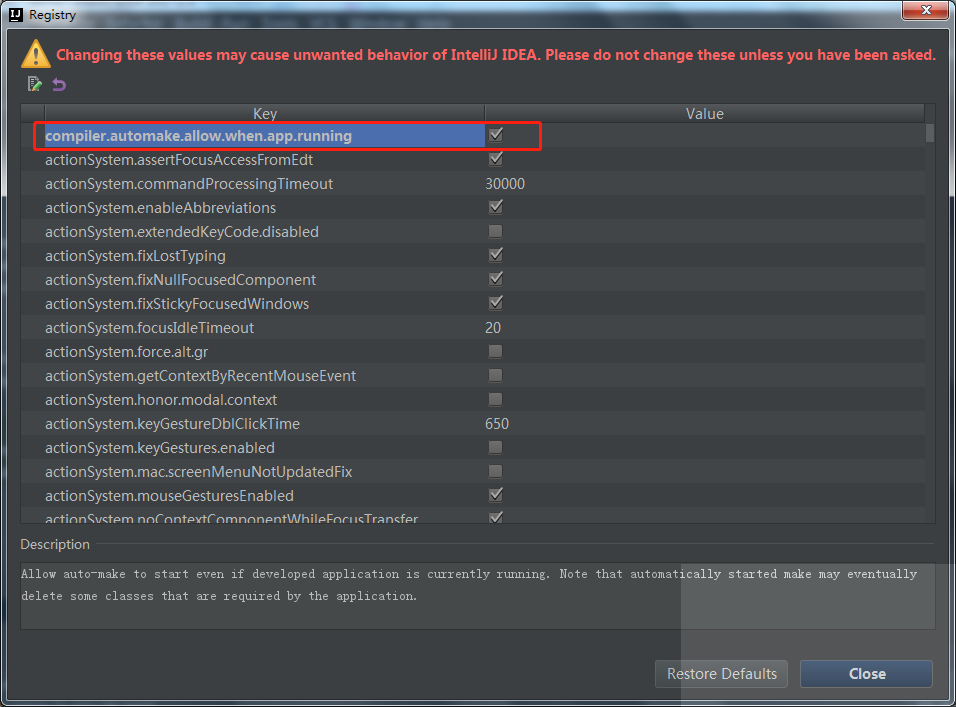 IJ Registry
Changing these values may cause unwanted behavior of IntelliJ IDEA. Please do not change these unless you have been asked.
Key Value
compiler.automake.allow.when.app.running
actionSystem.assertFocusAccessFromEdt
actionSystem.commandProcessingTimeout 30000
actionSystem.enableAbbreviations
actionSystem.extendedKeyCode.disabled
actionSystem.fixLostTyping
actionSystem.fixNullFocusedComponent
actionSystem.fixStickyFocusedWindows
actionSystem.focusIdleTimeout 20
actionSystem.force.alt.gr
actionSystem.getContextByRecentMouseEvent
actionSystem.honor.modal.context
actionSystem.keyGestureDblClickTime 650
actionSystem.keyGestures.enabled
actionSystem.mac.screenMenuNotUpdatedFix
actionSystem.mouseGesturesEnabled
actionSystem.noContextComponentWhileFocusTransfer
Description
Allow auto-make to start even if developed application is currently running. Note that automatically started make may eventually
delete some classes that are required by the application.
Restore Defaults Close